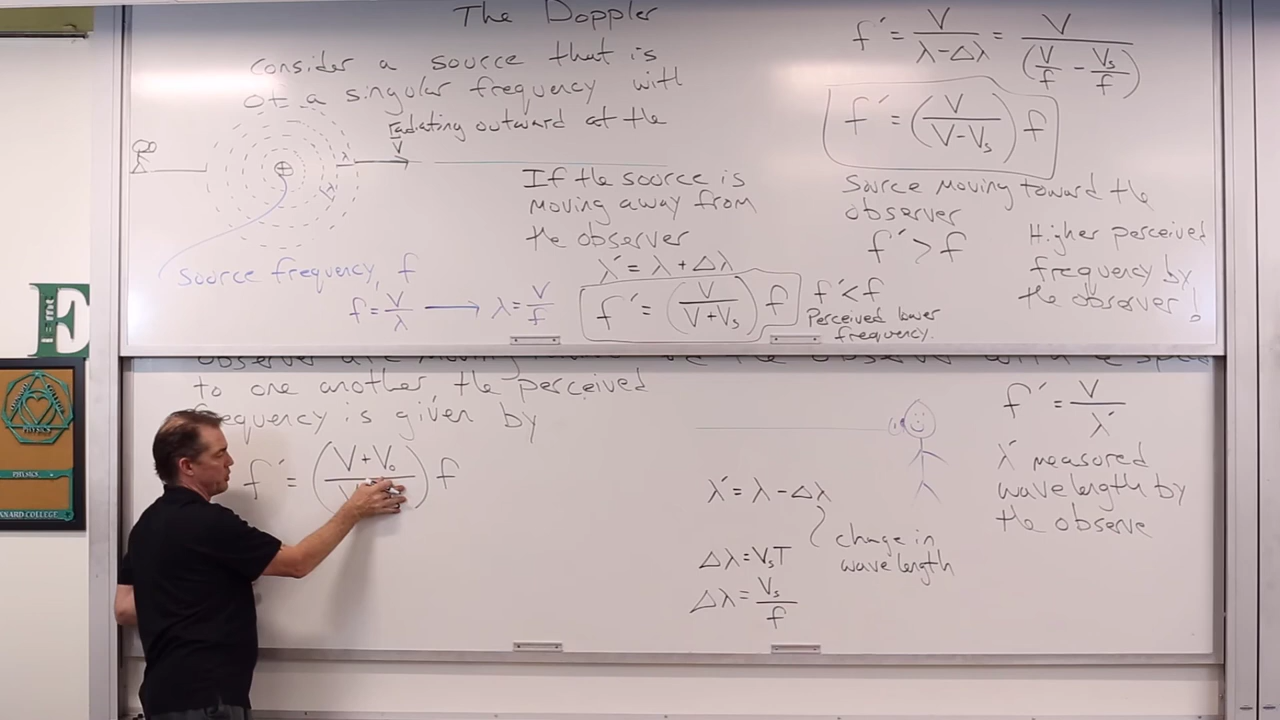 The Doppler
Consider a source that is
at a singular frequency with
radiating outward at the
V
λ
λ
Source frequency, f
f = V/λ → λ = V/f
If the source is
moving away from
the observer
λ' = λ + Δλ
f' = (V/(V+Vs)) f
f' < f
Perceived lower
frequency.
f' = V/(λ-Δλ) = V/(V/f - Vs/f)
f' = (V/(V-Vs)) f
Source moving toward the
observer
f' > f
Higher perceived
frequency by
the observer!
to one another the perceived
frequency is given by
f' = (V+Vo
) f
λ' = λ - Δλ
change in
wavelength
Δλ = VsT
Δλ = Vs/f
f' = V/λ'
λ' measured
wavelength by
the observe
E
PHYSICS
PHYSICS